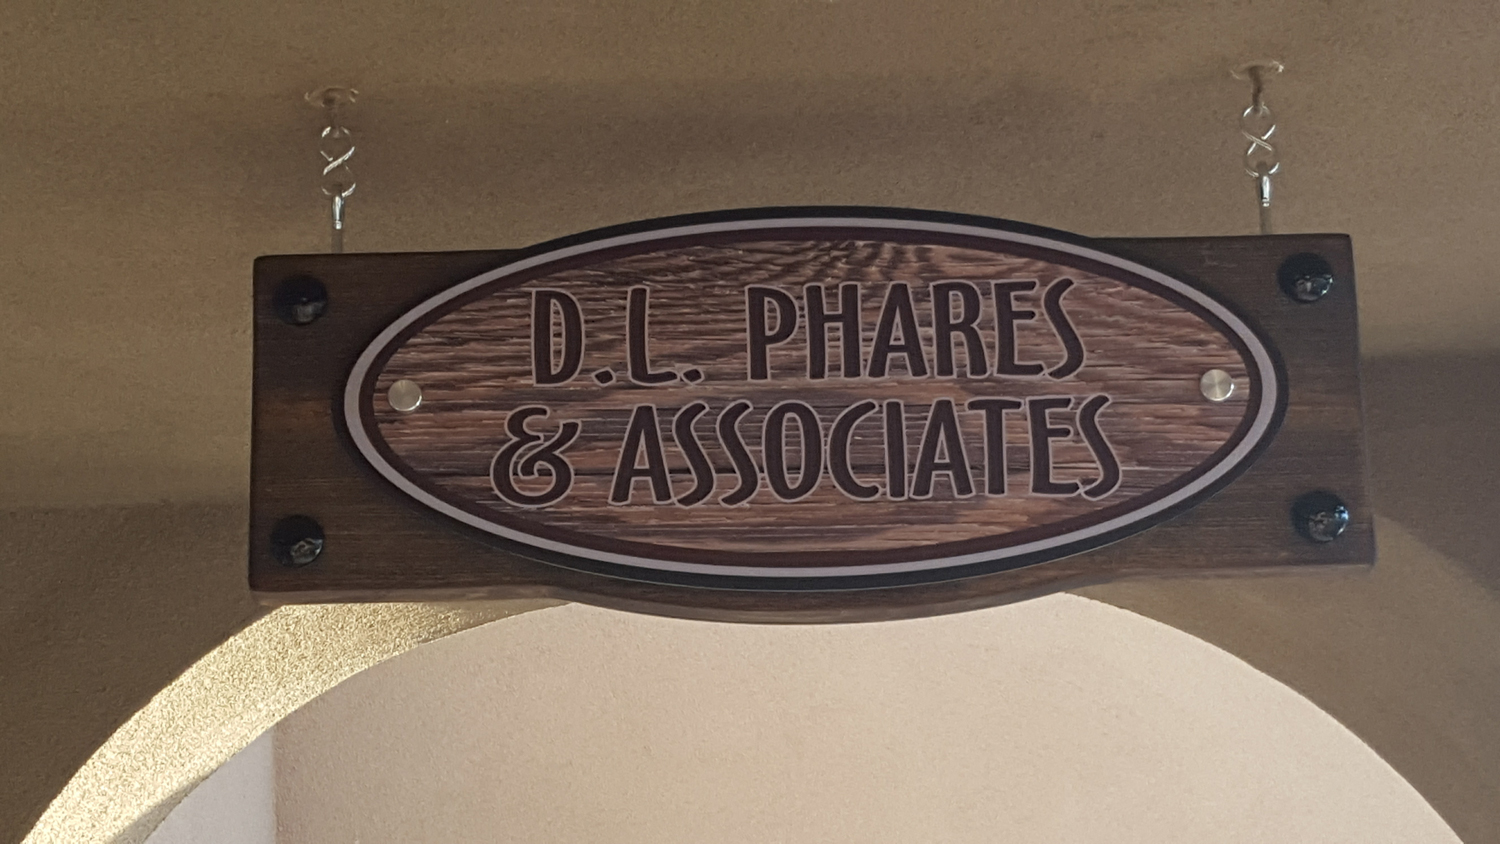 D.L. PHARES
& ASSOCIATES